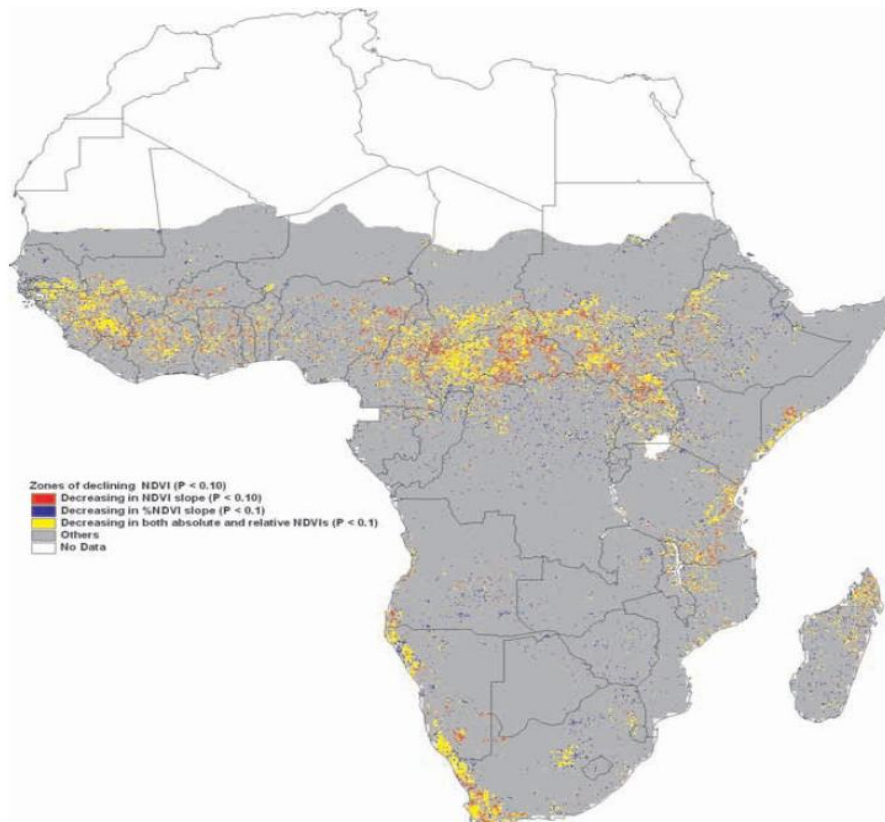 Zones of declining NDVI (P < 0.10)
Decreasing in NDVI slope (P < 0.10)
Decreasing in %NDVI slope (P < 0.1)
Decreasing in both absolute and relative NDVIs (P < 0.1)
Others
No Data